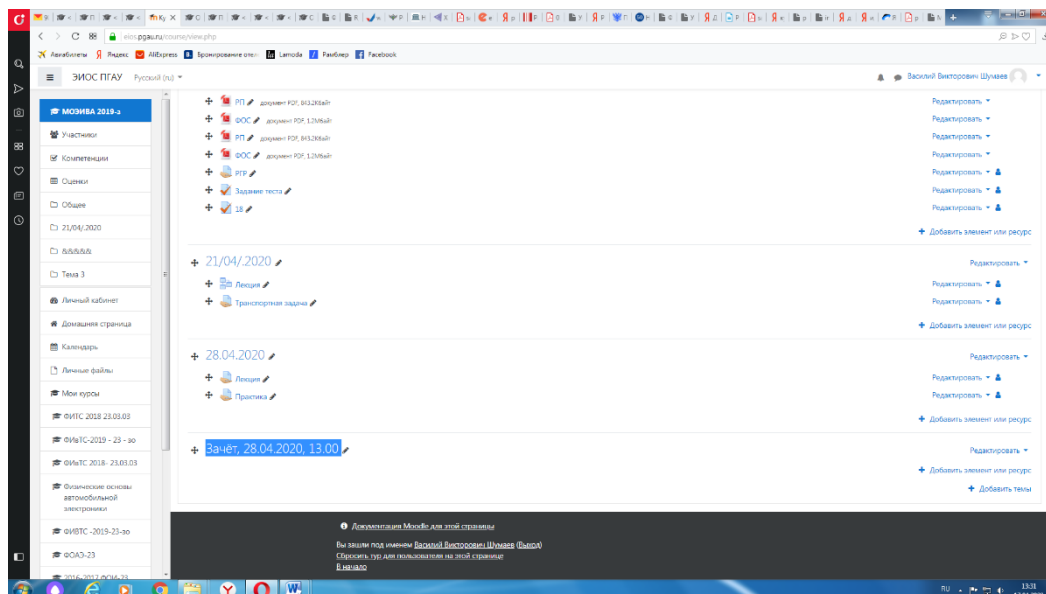 eios.pgau.ru/course/view.php
Авиабилеты Яндекс AliExpress Lamoda Рамблер Facebook
ЭИОС ПГАУ Русский (ru)
Василий Викторович Шумаев
МОЭИВА 2019-з
Участники
Компетенции
Оценки
Общее
21/04/.2020
Тема 3
Личный кабинет
Домашняя страница
Календарь
Личные файлы
Мои курсы
ФИТС 2018 23.03.03
ФИвТС-2019 - 23 - зо
ФИвТС 2018- 23.03.03
Физические основы
автомобильной
электроники
ФИВТС -2019-23-зо
ФОАЭ-23
2016-2017 ФОИ-23
РП документ PDF, 843.2Кбайт
Редактировать
ФОС документ PDF, 1.2Мбайт
Редактировать
РП документ PDF, 843.2Кбайт
Редактировать
ФОС документ PDF, 1.2Мбайт
Редактировать
РГР
Редактировать
Задание теста
Редактировать
18
Редактировать
Добавить элемент или ресурс
21/04/.2020
Редактировать
Лекция
Редактировать
Транспортная задача
Редактировать
Добавить элемент или ресурс
28.04.2020
Редактировать
Лекция
Редактировать
Практика
Редактировать
Добавить элемент или ресурс
Зачёт, 28.04.2020, 13.00
Редактировать
Добавить элемент или ресурс
Добавить темы
Документация Moodle для этой страницы
Вы зашли под именем Василий Викторович Шумаев (Выход)
Сбросить тур для пользователя на этой странице
В начало
RU
13:31